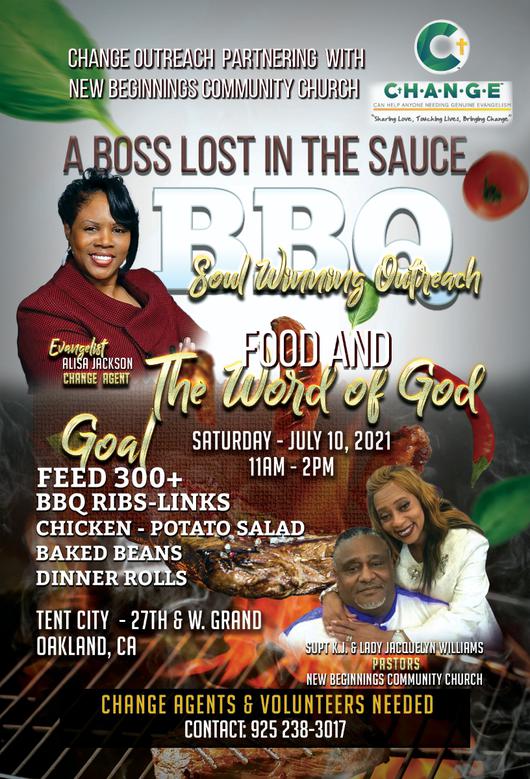 CHANGE OUTREACH PARTNERING WITH
NEW BEGINNINGS COMMUNITY CHURCH
C
C•H•A•N•G•E
CAN HELP ANYONE NEEDING GENUINE EVANGELISM
"Sharing Love, Touching Lives, Bringing Change"
A BOSS LOST IN THE SAUCE
BBQ
Soul Winning Outreach
Evangelist
ALISA JACKSON
CHANGE AGENT
FOOD AND
The Word of God
Goal
SATURDAY - JULY 10, 2021
11AM - 2PM
FEED 300+
BBQ RIBS-LINKS
CHICKEN - POTATO SALAD
BAKED BEANS
DINNER ROLLS
TENT CITY - 27TH & W. GRAND
OAKLAND, CA
SUPT K.J. & LADY JACQUELYN WILLIAMS
PASTORS
NEW BEGINNINGS COMMUNITY CHURCH
CHANGE AGENTS & VOLUNTEERS NEEDED
CONTACT: 925 238-3017